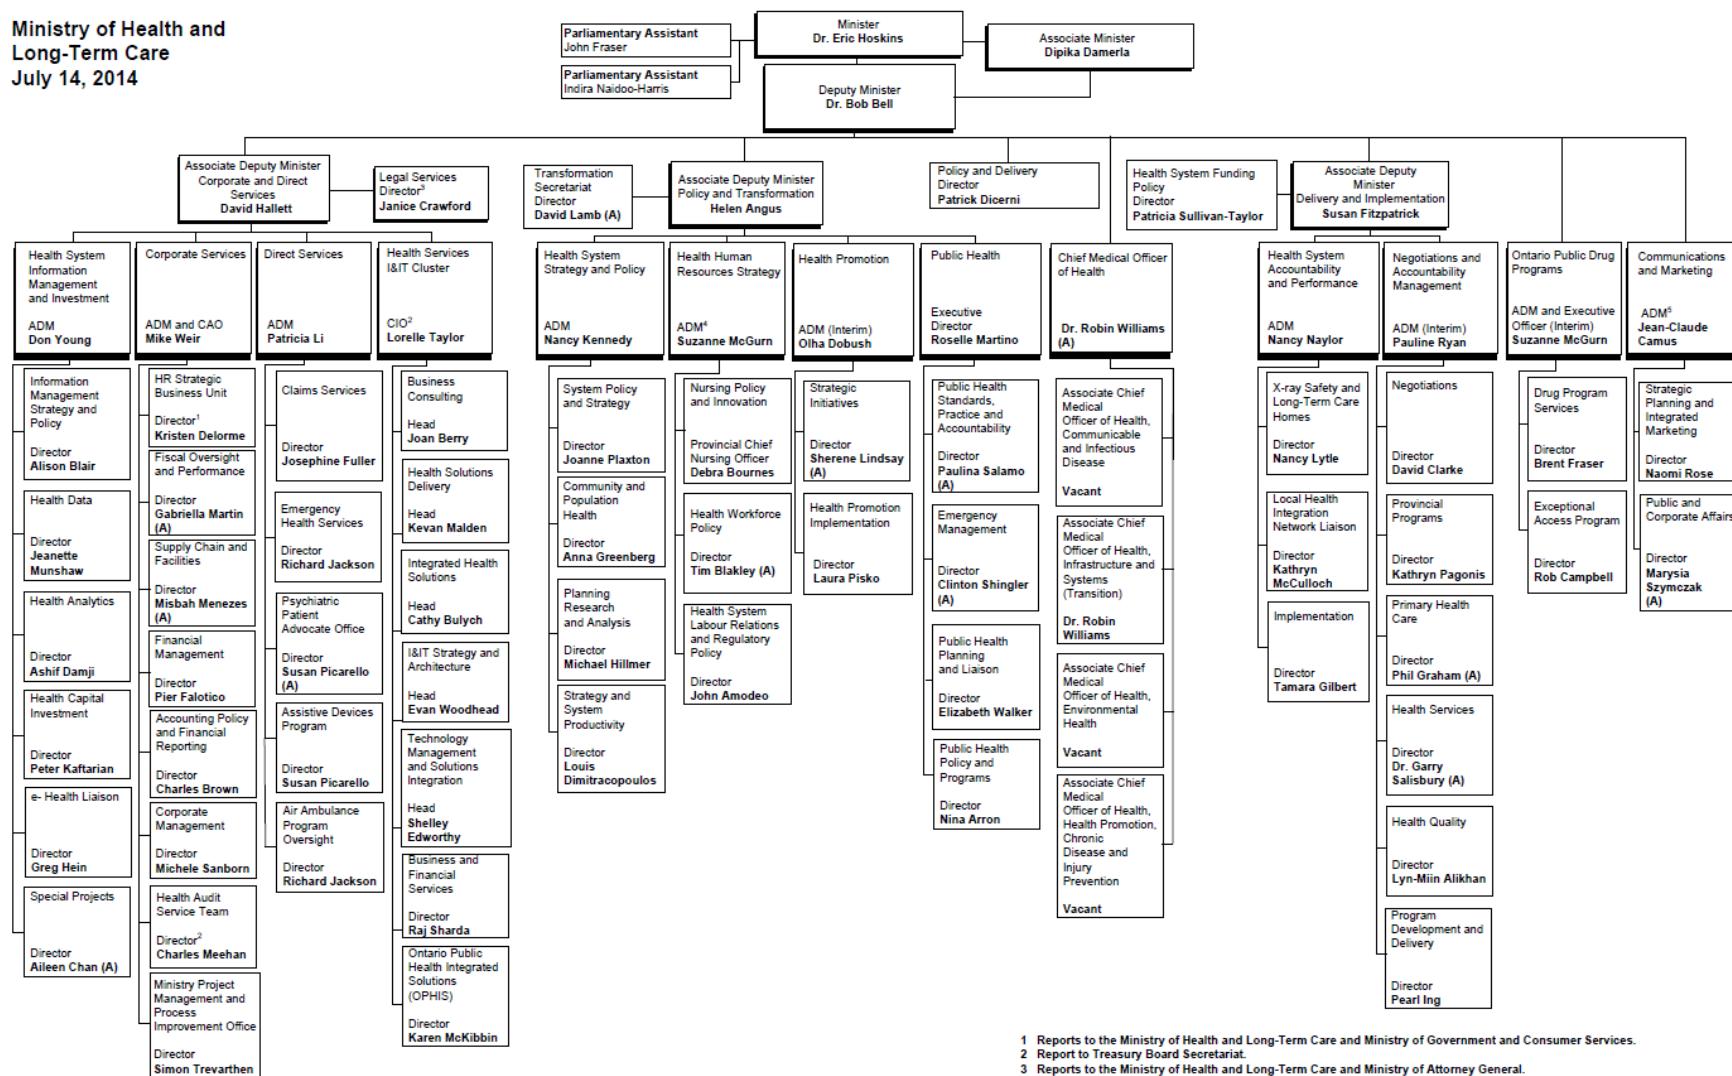 Ministry of Health and
Long-Term Care
July 14, 2014
Parliamentary Assistant
John Fraser
Parliamentary Assistant
Indira Naidoo-Harris
Minister
Dr. Eric Hoskins
Associate Minister
Dipika Damerla
Deputy Minister
Dr. Bob Bell
Associate Deputy Minister
Corporate and Direct
Services
David Hallett
Legal Services
Director3
Janice Crawford
Transformation
Secretariat
Director
David Lamb (A)
Associate Deputy Minister
Policy and Transformation
Helen Angus
Policy and Delivery
Director
Patrick Dicerni
Health System Funding
Policy
Director
Patricia Sullivan-Taylor
Associate Deputy
Minister
Delivery and Implementation
Susan Fitzpatrick
Health System
Information
Management
and Investment
ADM
Don Young
Corporate Services
ADM and CAO
Mike Weir
Direct Services
ADM
Patricia Li
Health Services
I&IT Cluster
CIO2
Lorelle Taylor
Health System
Strategy and Policy
ADM
Nancy Kennedy
Health Human
Resources Strategy
ADM4
Suzanne McGurn
Health Promotion
ADM (Interim)
Olha Dobush
Public Health
Executive
Director
Roselle Martino
Chief Medical Officer
of Health
Dr. Robin Williams
(A)
Health System
Accountability
and Performance
ADM
Nancy Naylor
Negotiations and
Accountability
Management
ADM (Interim)
Pauline Ryan
Ontario Public Drug
Programs
ADM and Executive
Officer (Interim)
Suzanne McGurn
Communications
and Marketing
ADM5
Jean-Claude
Camus
Information
Management
Strategy and
Policy
Director
Alison Blair
Health Data
Director
Jeanette
Munshaw
Health Analytics
Director
Ashif Damji
Health Capital
Investment
Director
Peter Kaftarian
e- Health Liaison
Director
Greg Hein
Special Projects
Director
Aileen Chan (A)
HR Strategic
Business Unit
Director1
Kristen Delorme
Fiscal Oversight
and Performance
Director
Gabriella Martin
(A)
Supply Chain and
Facilities
Director
Misbah Menezes
(A)
Financial
Management
Director
Pier Falotico
Accounting Policy
and Financial
Reporting
Director
Charles Brown
Corporate
Management
Director
Michele Sanborn
Health Audit
Service Team
Director2
Charles Meehan
Ministry Project
Management and
Process
Improvement Office
Director
Simon Trevarthen
Claims Services
Director
Josephine Fuller
Emergency
Health Services
Director
Richard Jackson
Psychiatric
Patient
Advocate Office
Director
Susan Picarello
(A)
Assistive Devices
Program
Director
Susan Picarello
Air Ambulance
Program
Oversight
Director
Richard Jackson
Business
Consulting
Head
Joan Berry
Health Solutions
Delivery
Head
Kevan Malden
Integrated Health
Solutions
Head
Cathy Bulych
I&IT Strategy and
Architecture
Head
Evan Woodhead
Technology
Management
and Solutions
Integration
Head
Shelley
Edworthy
Business and
Financial
Services
Director
Raj Sharda
Ontario Public
Health Integrated
Solutions
(OPHIS)
Director
Karen McKibbin
System Policy
and Strategy
Director
Joanne Plaxton
Community and
Population
Health
Director
Anna Greenberg
Planning
Research
and Analysis
Director
Michael Hillmer
Strategy and
System
Productivity
Director
Louis
Dimitracopoulos
Nursing Policy
and Innovation
Provincial Chief
Nursing Officer
Debra Bournes
Health Workforce
Policy
Director
Tim Blakley (A)
Health System
Labour Relations
and Regulatory
Policy
Director
John Amodeo
Strategic
Initiatives
Director
Sherene Lindsay
(A)
Health Promotion
Implementation
Director
Laura Pisko
Public Health
Standards,
Practice and
Accountability
Director
Paulina Salamo
(A)
Emergency
Management
Director
Clinton Shingler
(A)
Public Health
Planning
and Liaison
Director
Elizabeth Walker
Public Health
Policy and
Programs
Director
Nina Arron
Associate Chief
Medical
Officer of Health,
Communicable
and Infectious
Disease
Vacant
Associate Chief
Medical
Officer of Health,
Infrastructure and
Systems
(Transition)
Dr. Robin
Williams
Associate Chief
Medical
Officer of Health,
Environmental
Health
Vacant
Associate Chief
Medical
Officer of Health,
Health Promotion,
Chronic
Disease and
Injury
Prevention
Vacant
X-ray Safety and
Long-Term Care
Homes
Director
Nancy Lytle
Local Health
Integration
Network Liaison
Director
Kathryn
McCulloch
Implementation
Director
Tamara Gilbert
Negotiations
Director
David Clarke
Provincial
Programs
Director
Kathryn Pagonis
Primary Health
Care
Director
Phil Graham (A)
Health Services
Director
Dr. Garry
Salisbury (A)
Health Quality
Director
Lyn-Miin Alikhan
Program
Development and
Delivery
Director
Pearl Ing
Drug Program
Services
Director
Brent Fraser
Exceptional
Access Program
Director
Rob Campbell
Strategic
Planning and
Integrated
Marketing
Director
Naomi Rose
Public and
Corporate Affairs
Director
Marysia
Szymczak
(A)
1 Reports to the Ministry of Health and Long-Term Care and Ministry of Government and Consumer Services.
2 Report to Treasury Board Secretariat.
3 Reports to the Ministry of Health and Long-Term Care and Ministry of Attorney General.